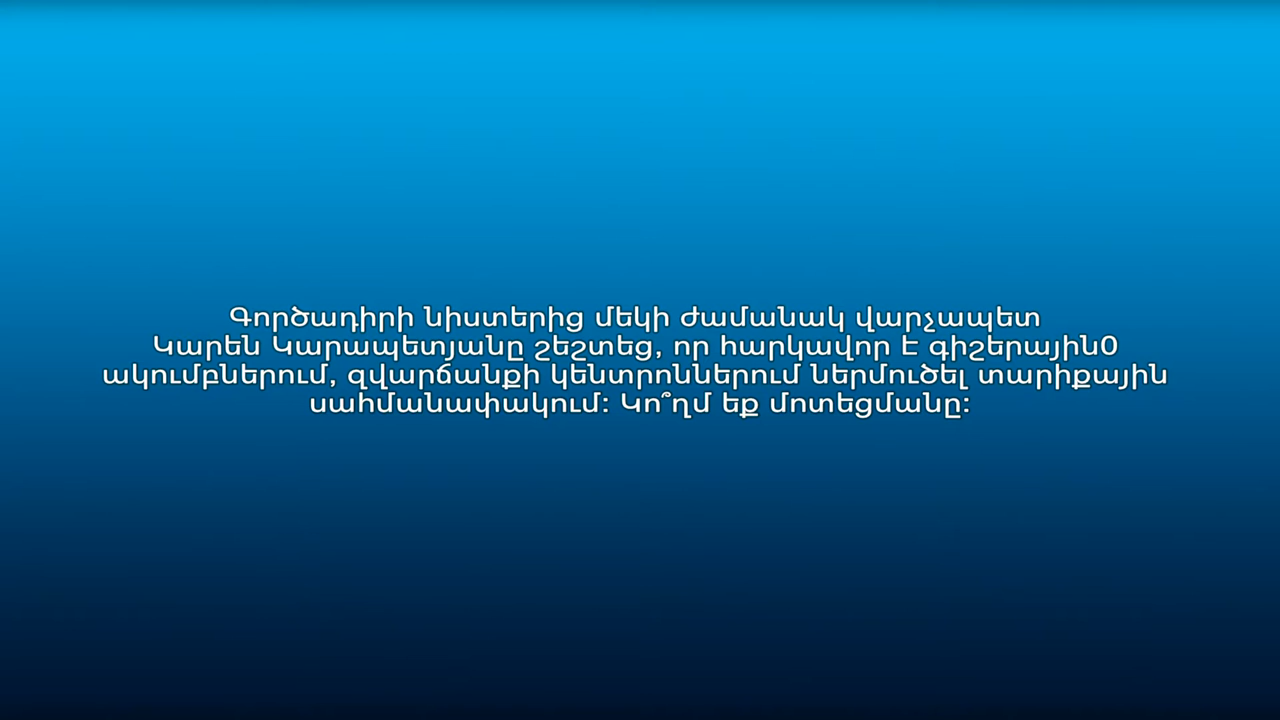 Գործադիրի նիստերից մեկի ժամանակ վարչապետ
Կարեն Կարապետյանը շեշտեց, որ հարկավոր է գիշերային0
ակումբներում, զվարճանքի կենտրոններում ներմուծել տարիքային
սահմանափակում: Կո՞ղմ եք մոտեցմանը: